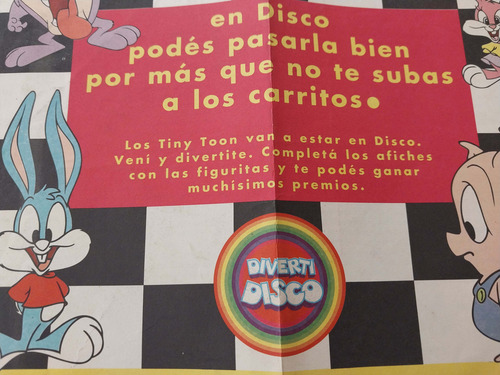 en Disco
podés pasarla bien
por más que no te subas
a los carritos.
Los Tiny Toon van a estar en Disco.
Vení y divertite. Completá los afiches
con las figuritas y te podés ganar
muchísimos premios.
DIVERTI
DISCO